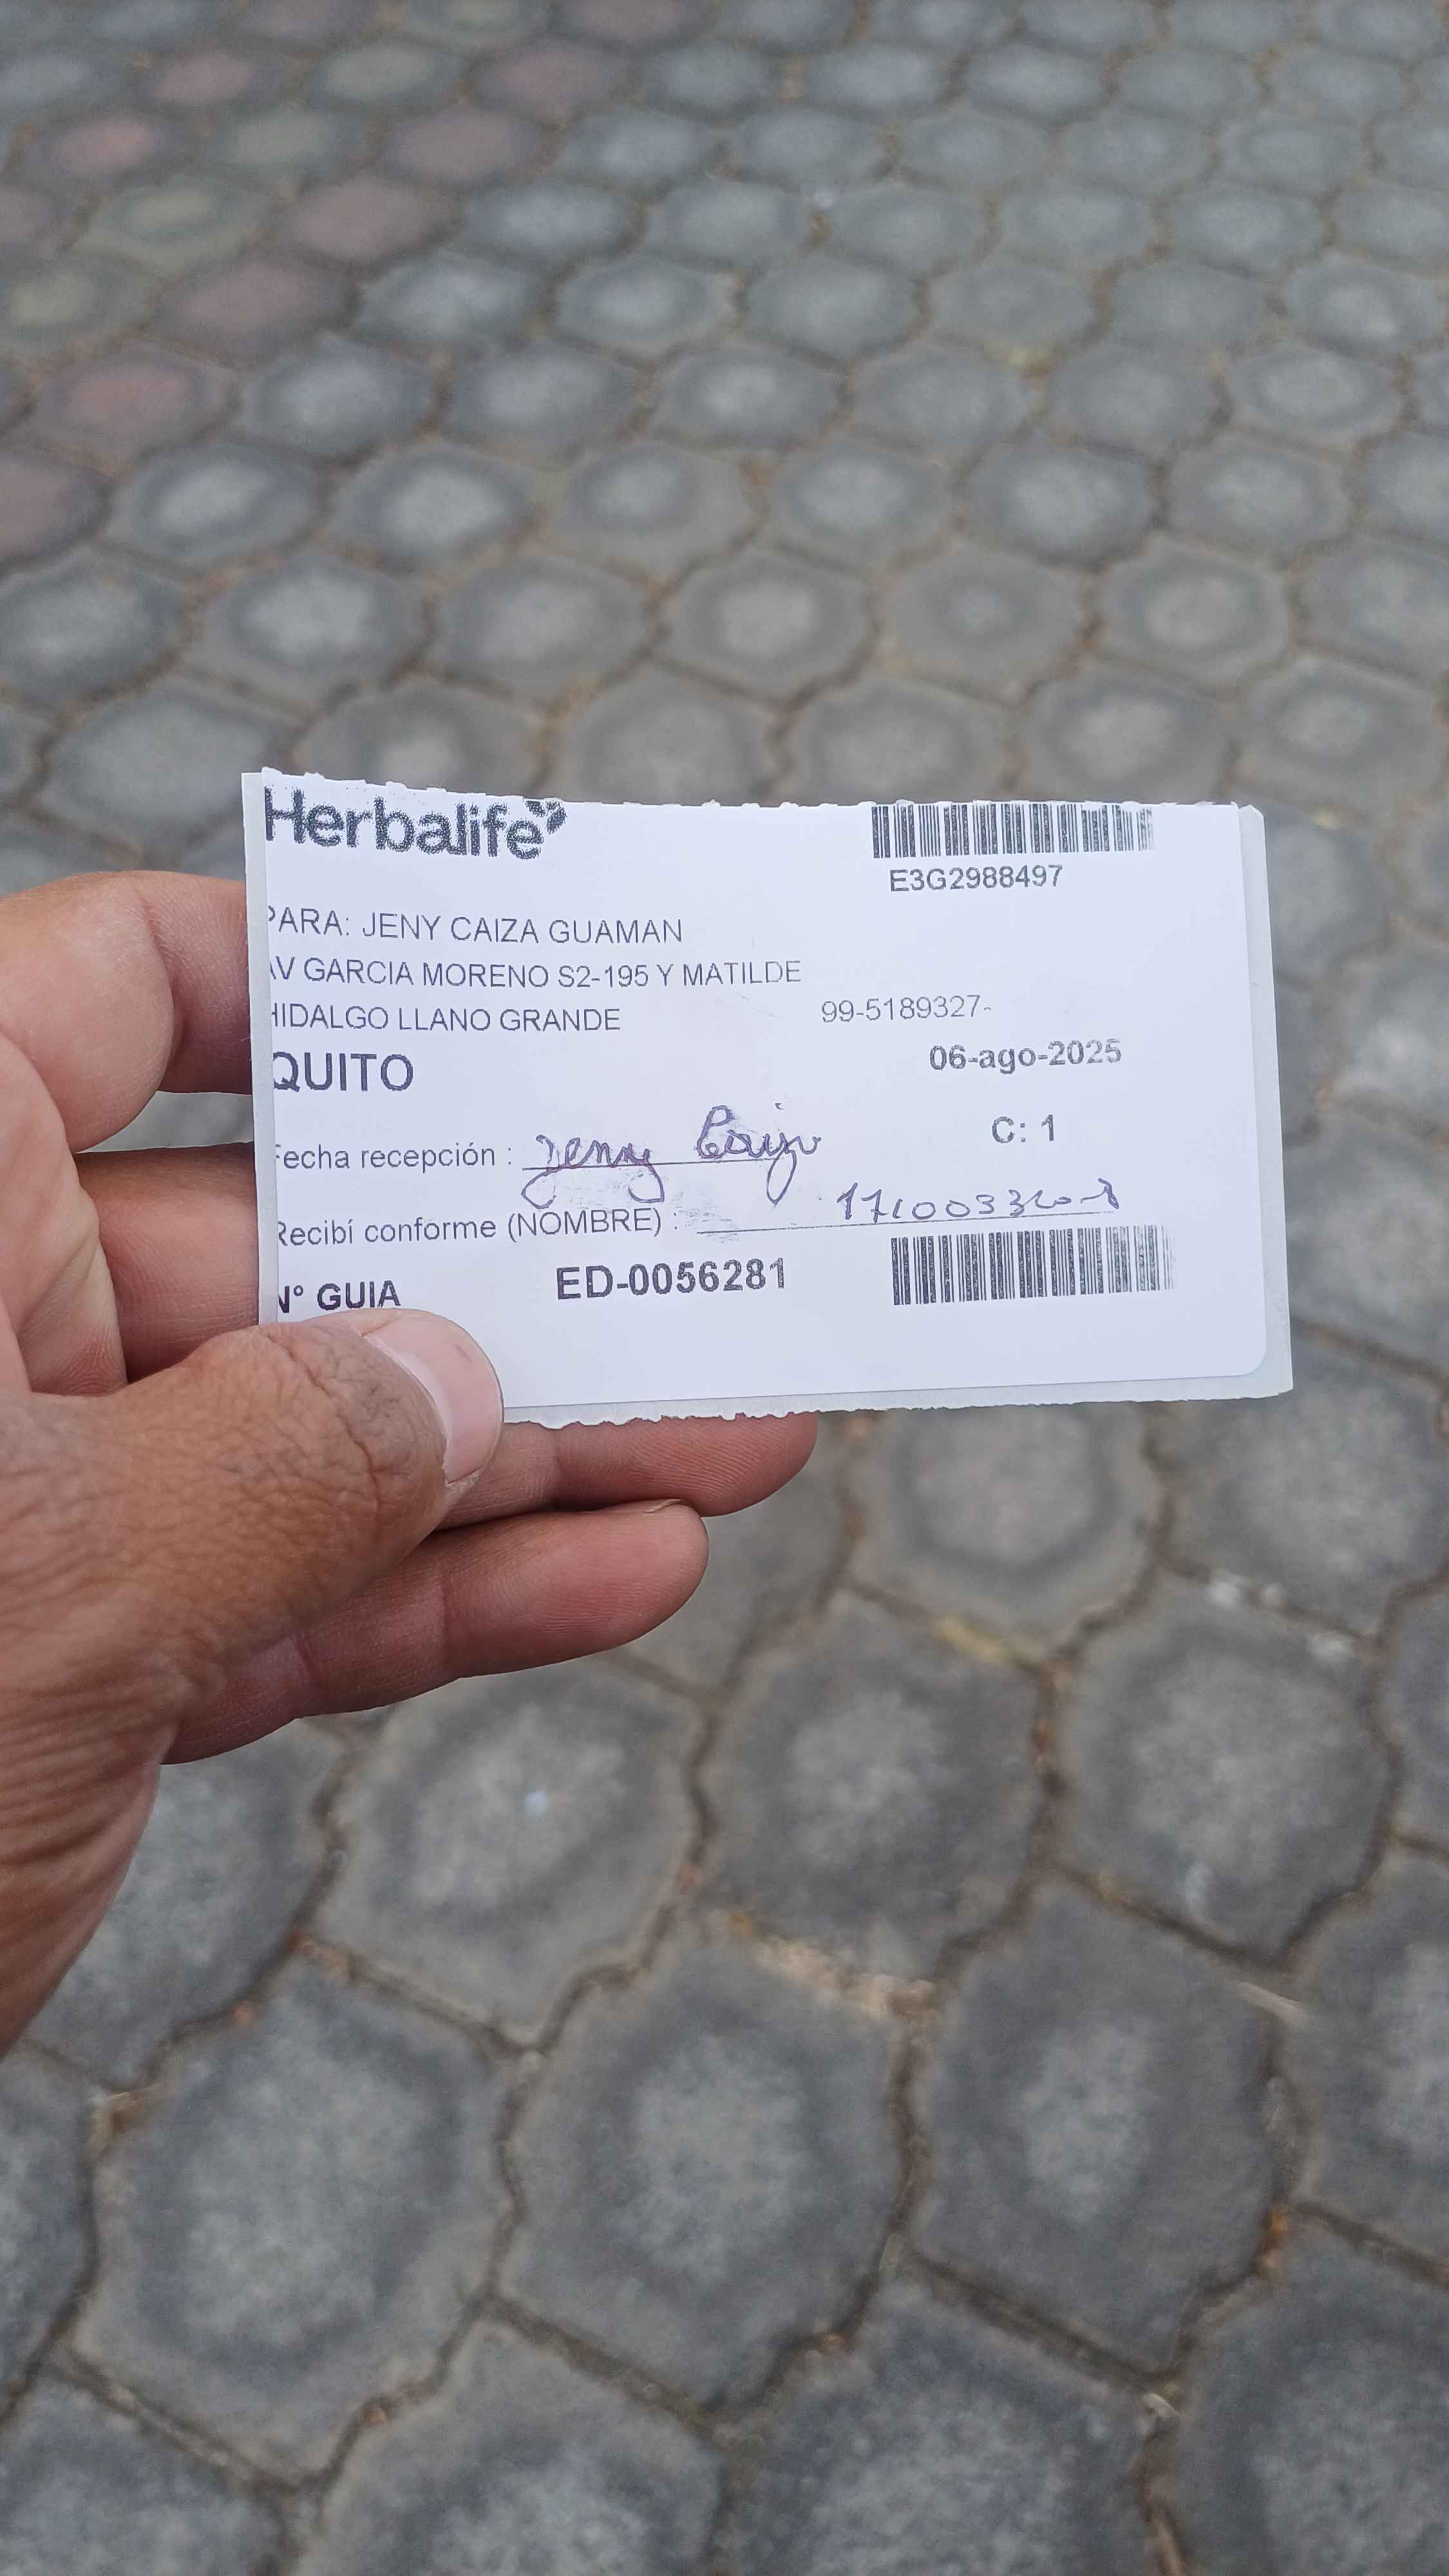 Herbalife
E3G2988497
PARA: JENY CAIZA GUAMAN
AV GARCIA MORENO S2-195 Y MATILDE
HIDALGO LLANO GRANDE
99-5189327-
QUITO
06-ago-2025
C: 1
Fecha recepción : Jeny Caiza
Recibí conforme (NOMBRE) :
N° GUIA ED-0056281